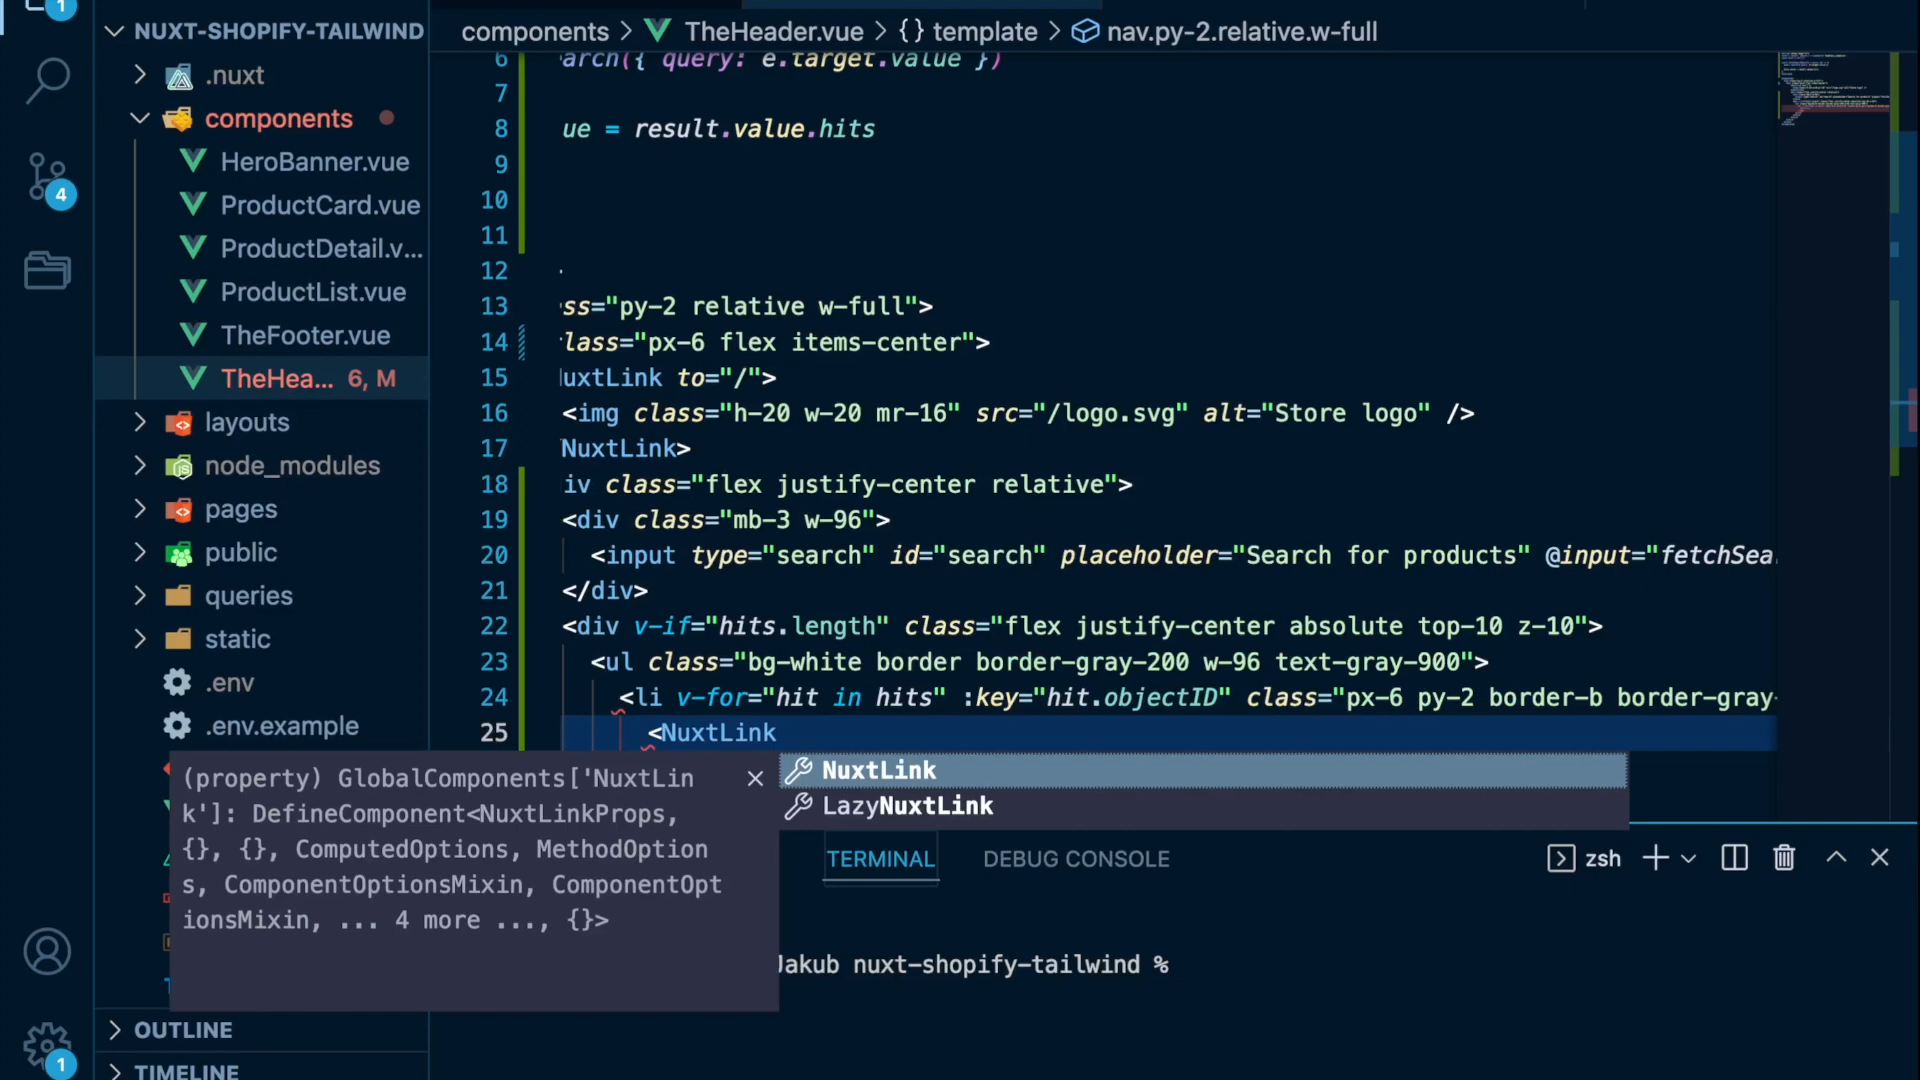 1
NUXT-SHOPIFY-TAILWIND
components > TheHeader.vue > {} template > nav.py-2.relative.w-full
.nuxt
components
HeroBanner.vue
ProductCard.vue
ProductDetail.v...
ProductList.vue
TheFooter.vue
TheHea... 6, M
layouts
node_modules
pages
public
queries
static
.env
.env.example
4
6 arch({ query: e.target.value })
7
8 ue = result.value.hits
9
10
11
12
13 ss="py-2 relative w-full">
14 lass="px-6 flex items-center">
15 uxtLink to="/">
16 <img class="h-20 w-20 mr-16" src="/logo.svg" alt="Store logo" />
17 NuxtLink>
18 iv class="flex justify-center relative">
19 <div class="mb-3 w-96">
20 <input type="search" id="search" placeholder="Search for products" @input="fetchSea
21 </div>
22 <div v-if="hits.length" class="flex justify-center absolute top-10 z-10">
23 <ul class="bg-white border border-gray-200 w-96 text-gray-900">
24 <li v-for="hit in hits" :key="hit.objectID" class="px-6 py-2 border-b border-gray-
25 <NuxtLink
NuxtLink
LazyNuxtLink
(property) GlobalComponents['NuxtLin
k']: DefineComponent<NuxtLinkProps,
{}, {}, ComputedOptions, MethodOption
s, ComponentOptionsMixin, ComponentOpt
ionsMixin, ... 4 more ..., {}>
TERMINAL
DEBUG CONSOLE
zsh
Jakub nuxt-shopify-tailwind %
OUTLINE
TIMELINE
1